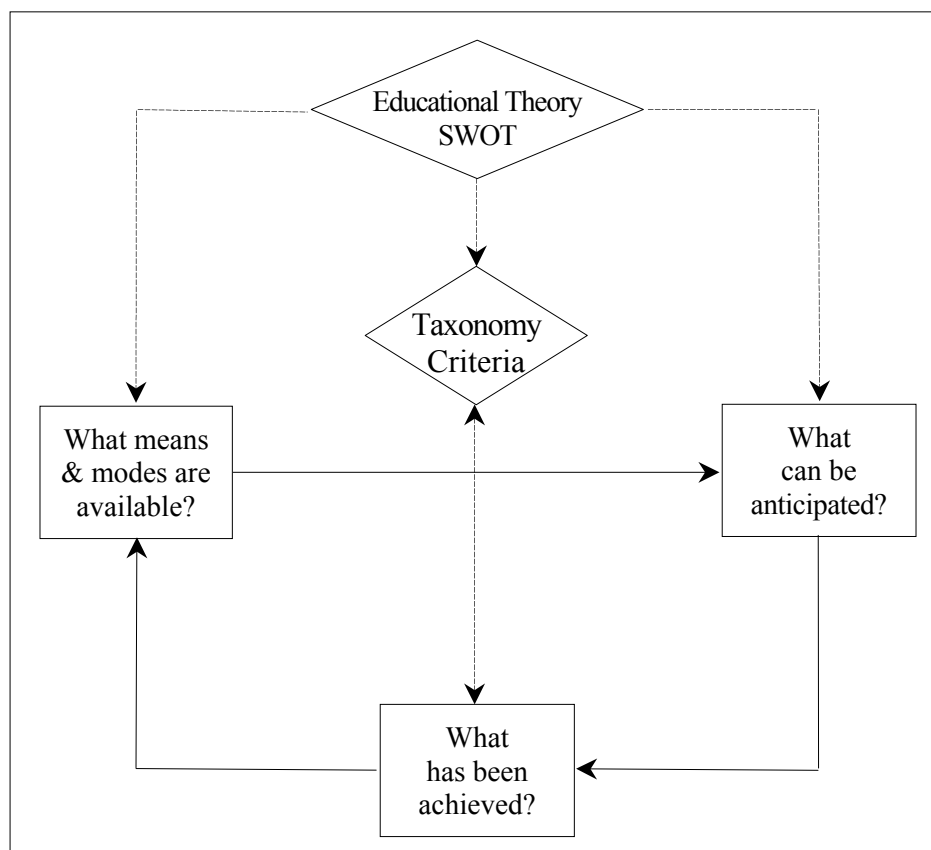 Educational Theory
SWOT
Taxonomy
Criteria
What means
& modes are
available?
What
can be
anticipated?
What
has been
achieved?